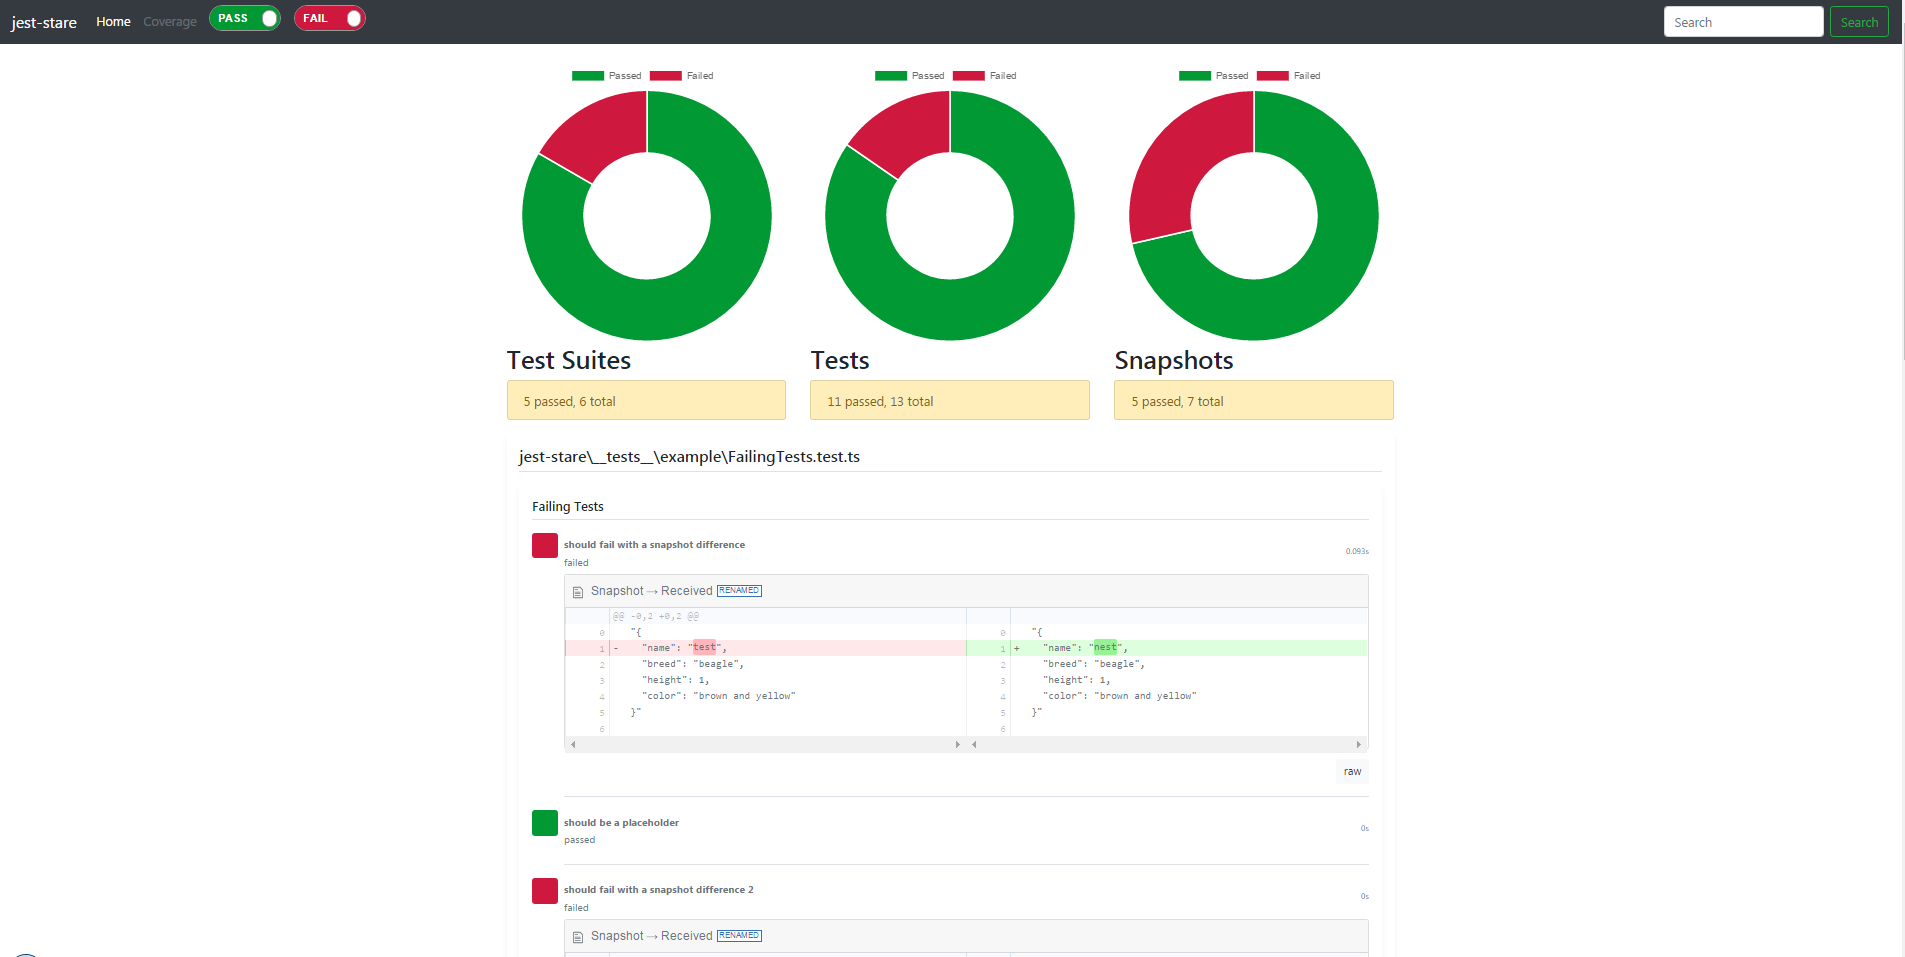 jest-stare Home Coverage PASS FAIL Search Search
Passed Failed Passed Failed Passed Failed
Test Suites Tests Snapshots
5 passed, 6 total 11 passed, 13 total 5 passed, 7 total
jest-stare\__tests__\example\FailingTests.test.ts
Failing Tests
should fail with a snapshot difference 0.093s
failed
Snapshot → Received RENAMED
@@ -0,2 +0,2 @@
0 "{ 0 "{
1 - "name": "test", 1 + "name": "nest",
2 "breed": "beagle", 2 "breed": "beagle",
3 "height": 1, 3 "height": 1,
4 "color": "brown and yellow" 4 "color": "brown and yellow"
5 }" 5 }"
6 6
raw
should be a placeholder 0s
passed
should fail with a snapshot difference 2 0s
failed
Snapshot → Received RENAMED